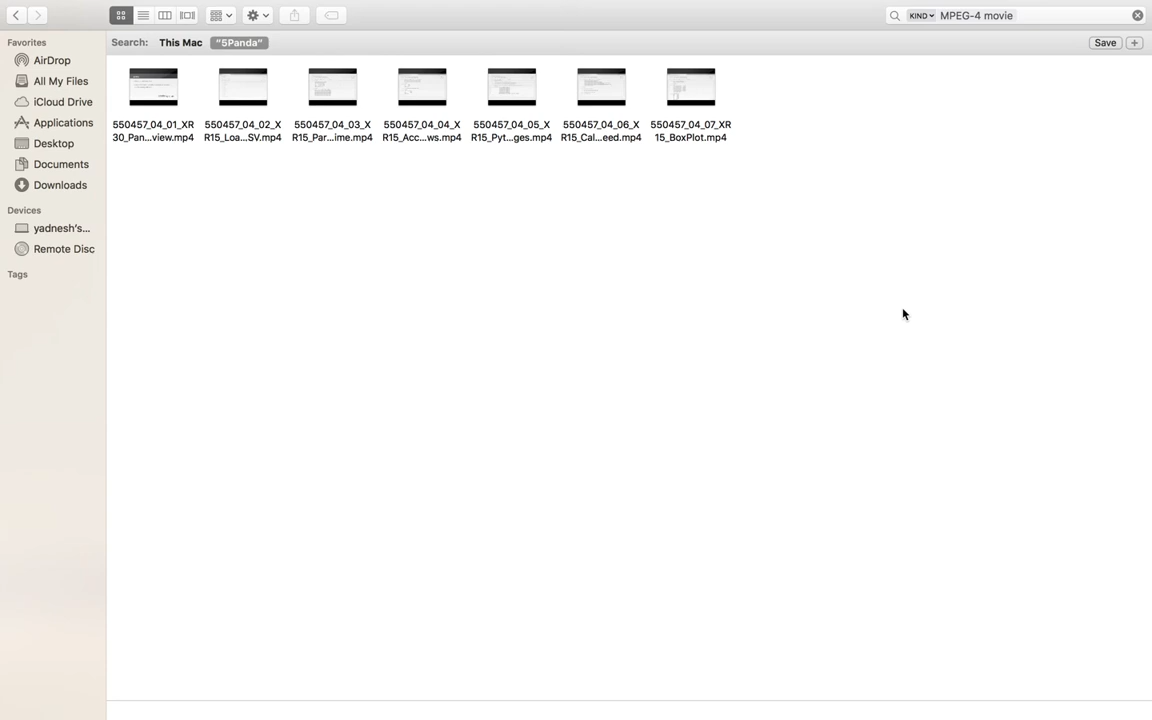 KIND MPEG-4 movie
Favorites
Search: This Mac "5Panda" Save +
AirDrop
All My Files
iCloud Drive
Applications
Desktop
Documents
Downloads
Devices
yadnesh's...
Remote Disc
Tags
550457_04_01_XR
30_Pan...view.mp4
550457_04_02_X
R15_Loa...SV.mp4
550457_04_03_X
R15_Par...ime.mp4
550457_04_04_X
R15_Acc...ws.mp4
550457_04_05_X
R15_Pyt...ges.mp4
550457_04_06_X
R15_Cal...eed.mp4
550457_04_07_XR
15_BoxPlot.mp4